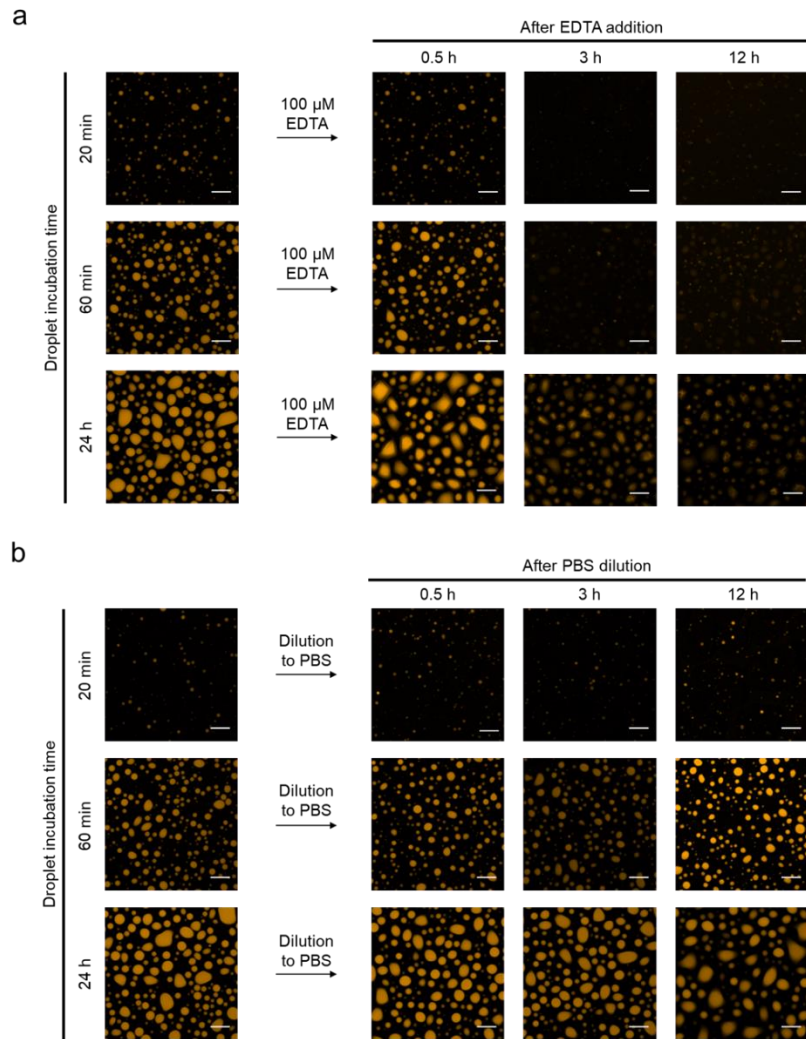 a
After EDTA addition
0.5 h 3 h 12 h
Droplet incubation time
20 min
100 µM
EDTA
60 min
100 µM
EDTA
24 h
100 µM
EDTA
b
After PBS dilution
0.5 h 3 h 12 h
Droplet incubation time
20 min
Dilution
to PBS
60 min
Dilution
to PBS
24 h
Dilution
to PBS